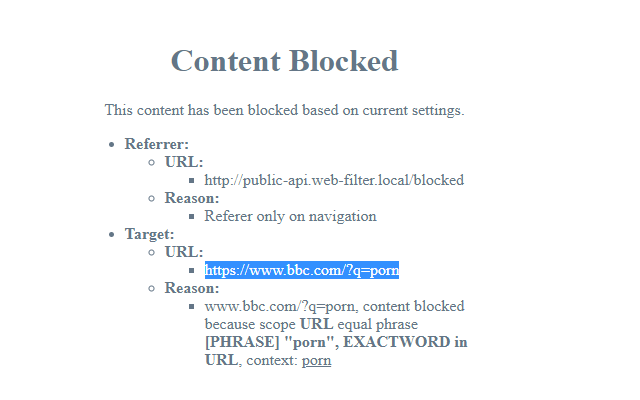 Content Blocked
This content has been blocked based on current settings.
Referrer:
URL:
http://public-api.web-filter.local/blocked
Reason:
Referer only on navigation
Target:
URL:
https://www.bbc.com/?q=porn
Reason:
www.bbc.com/?q=porn, content blocked
because scope URL equal phrase
[PHRASE] "porn", EXACTWORD in
URL, context: porn